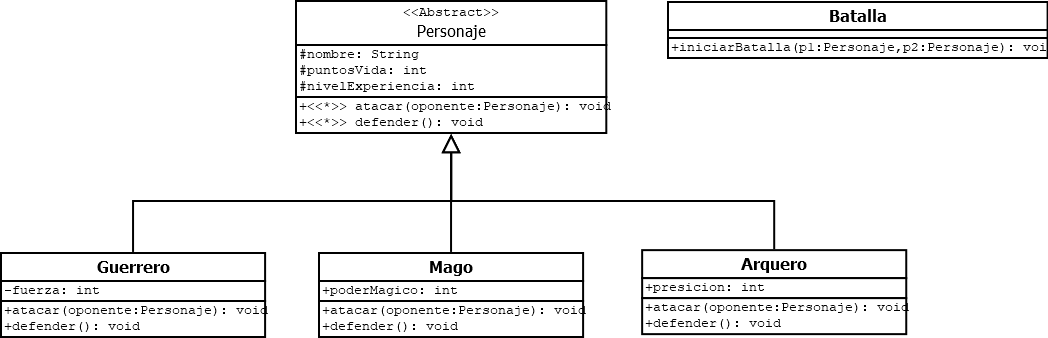 <<Abstract>>
Personaje
#nombre: String
#puntosVida: int
#nivelExperiencia: int
+<<*>> atacar(oponente:Personaje): void
+<<*>> defender(): void
Batalla
+iniciarBatalla(p1:Personaje,p2:Personaje): voi
Guerrero
-fuerza: int
+atacar(oponente:Personaje): void
+defender(): void
Mago
+poderMagico: int
+atacar(oponente:Personaje): void
+defender(): void
Arquero
+presicion: int
+atacar(oponente:Personaje): void
+defender(): void